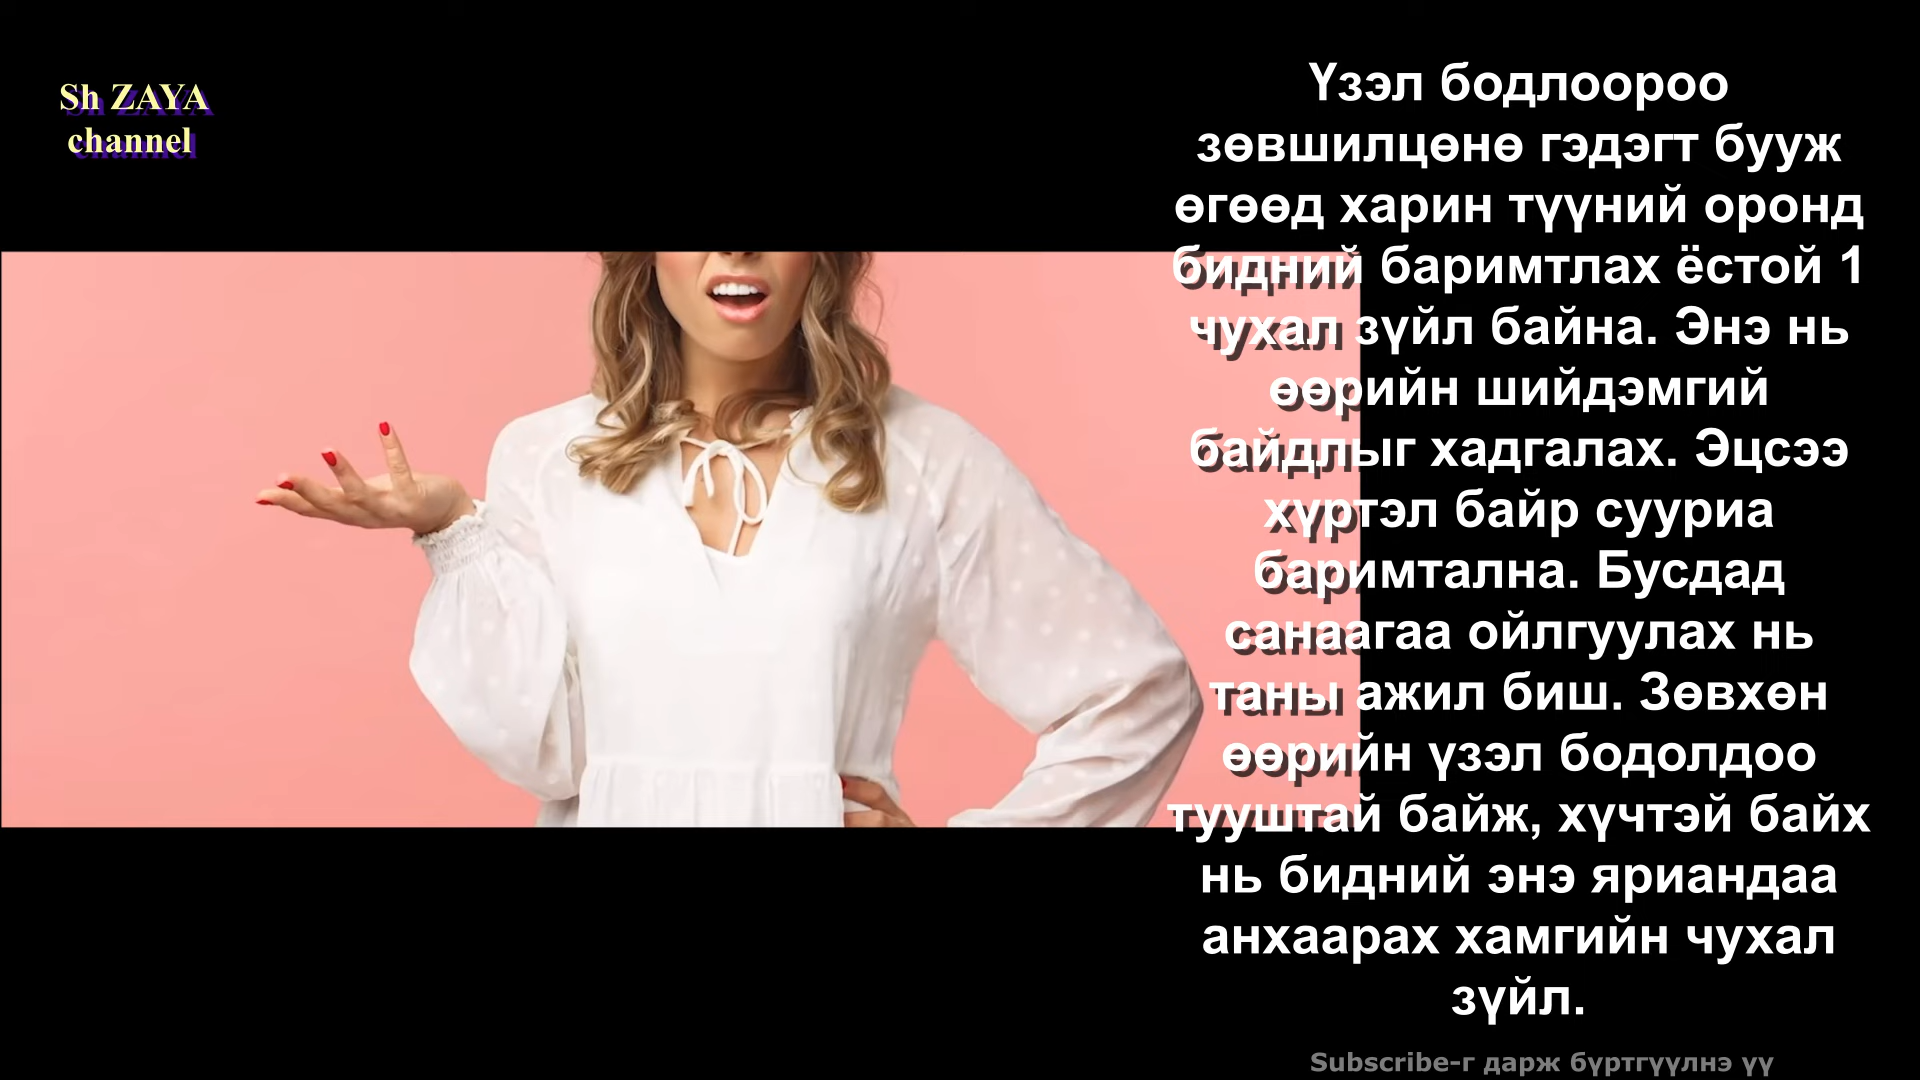 Sh ZAYA
channel
Үзэл бодлоороо
зөвшилцөнө гэдэгт бууж
өгөөд харин түүний оронд
бидний баримтлах ёстой 1
чухал зүйл байна. Энэ нь
өөрийн шийдэмгий
байдлыг хадгалах. Эцсээ
хүртэл байр сууриа
баримтална. Бусдад
санаагаа ойлгуулах нь
таны ажил биш. Зөвхөн
өөрийн үзэл бодолдоо
тууштай байж, хүчтэй байх
нь бидний энэ яриандаа
анхаарах хамгийн чухал
зүйл.
Subscribe-г дарж бүртгүүлнэ үү